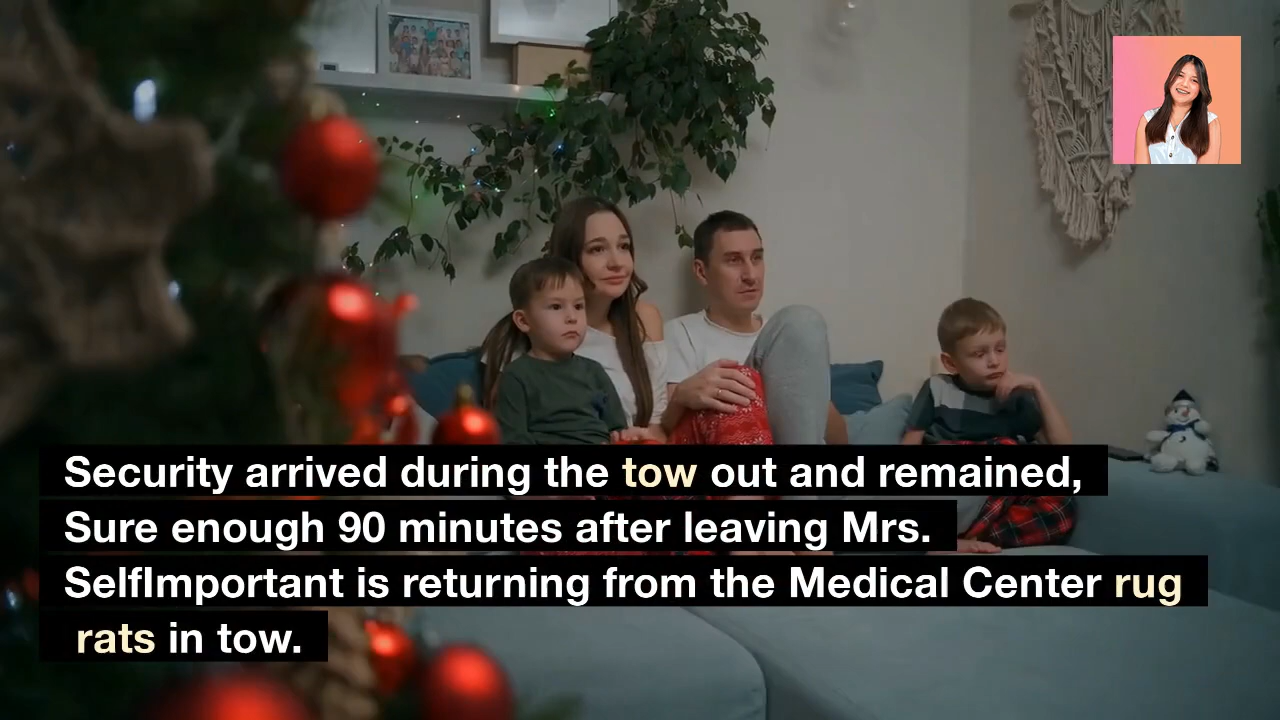 Security arrived during the tow out and remained,
Sure enough 90 minutes after leaving Mrs.
SelfImportant is returning from the Medical Center rug
rats in tow.